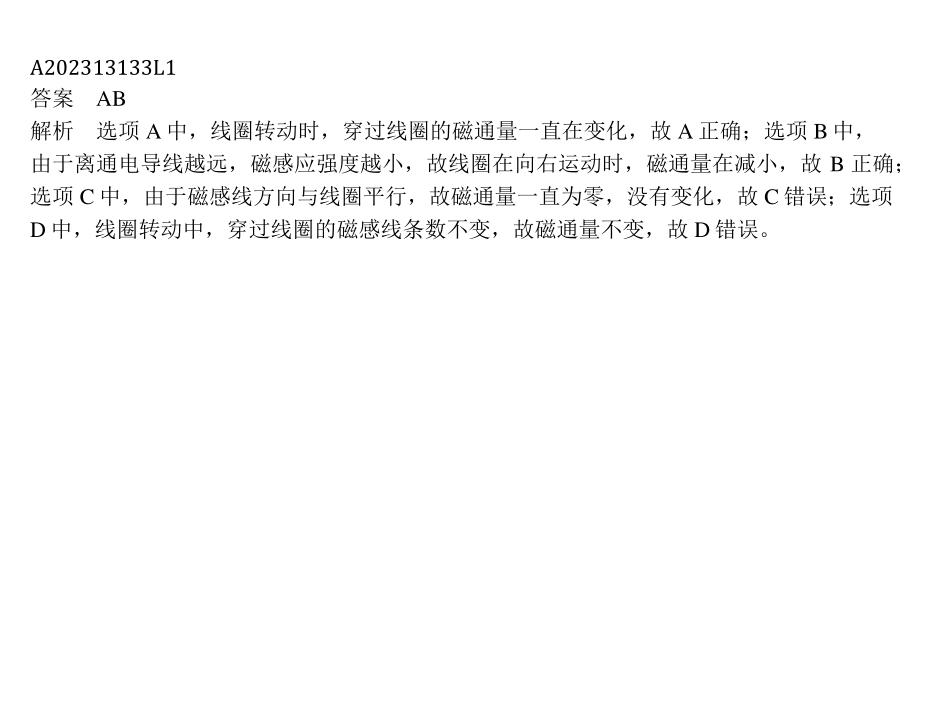 A202313133L1
答案　AB
解析　选项 A 中，线圈转动时，穿过线圈的磁通量一直在变化，故 A 正确；选项 B 中，
由于离通电导线越远，磁感应强度越小，故线圈在向右运动时，磁通量在减小，故 B 正确；
选项 C 中，由于磁感线方向与线圈平行，故磁通量一直为零，没有变化，故 C 错误；选项
D 中，线圈转动中，穿过线圈的磁感线条数不变，故磁通量不变，故 D 错误。